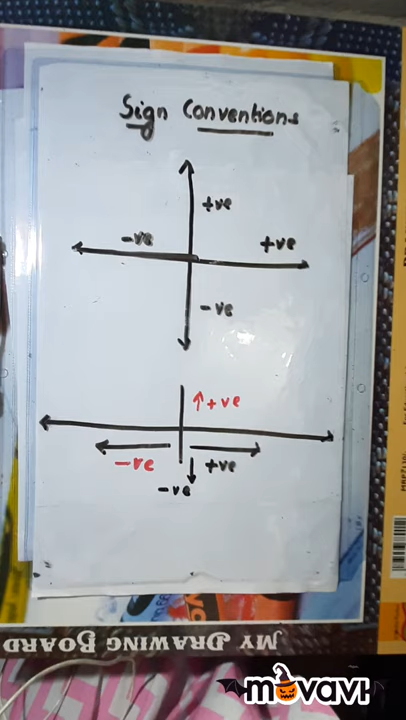 Sign Conventions
+ve
-ve +ve
-ve
↑+ve
-ve +ve
-ve
MY DRAWING BOARD
movavi